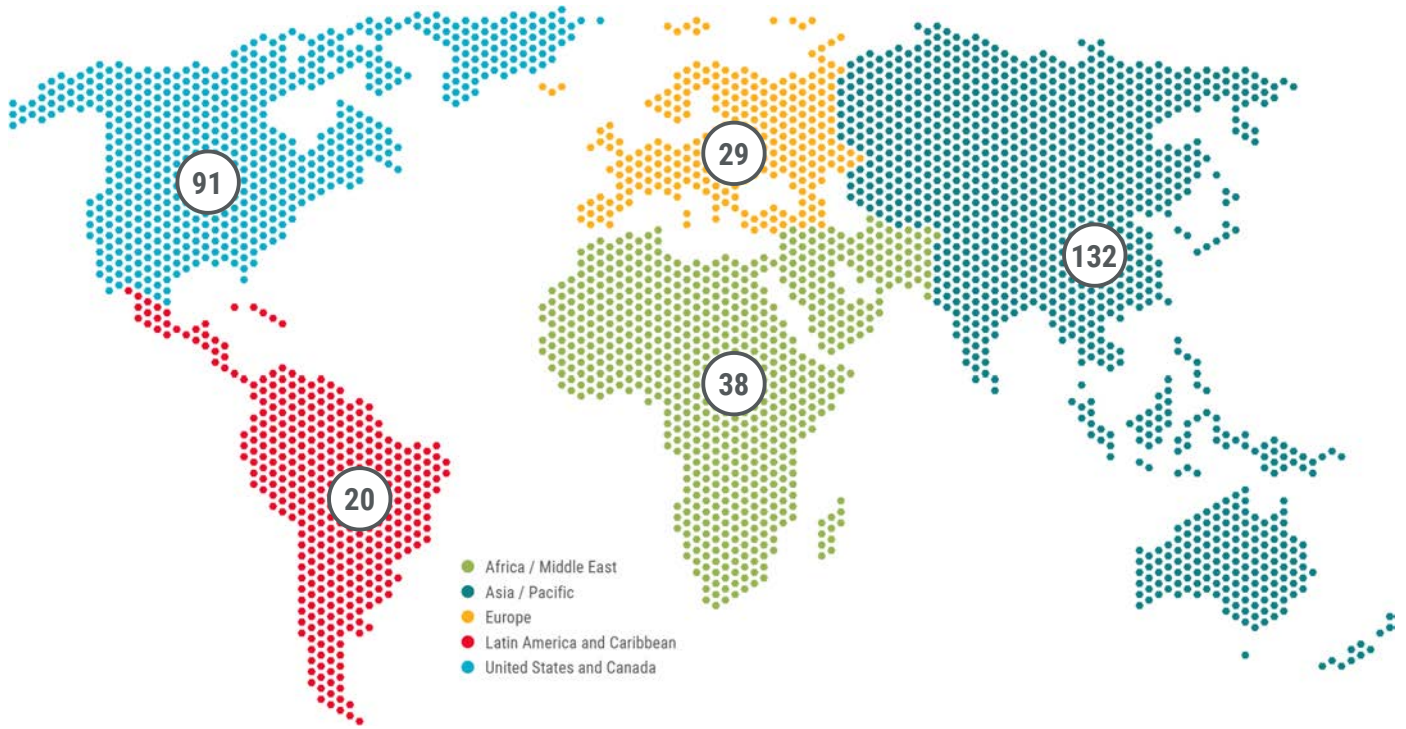 29
91
132
38
20
Africa / Middle East
Asia / Pacific
Europe
Latin America and Caribbean
United States and Canada